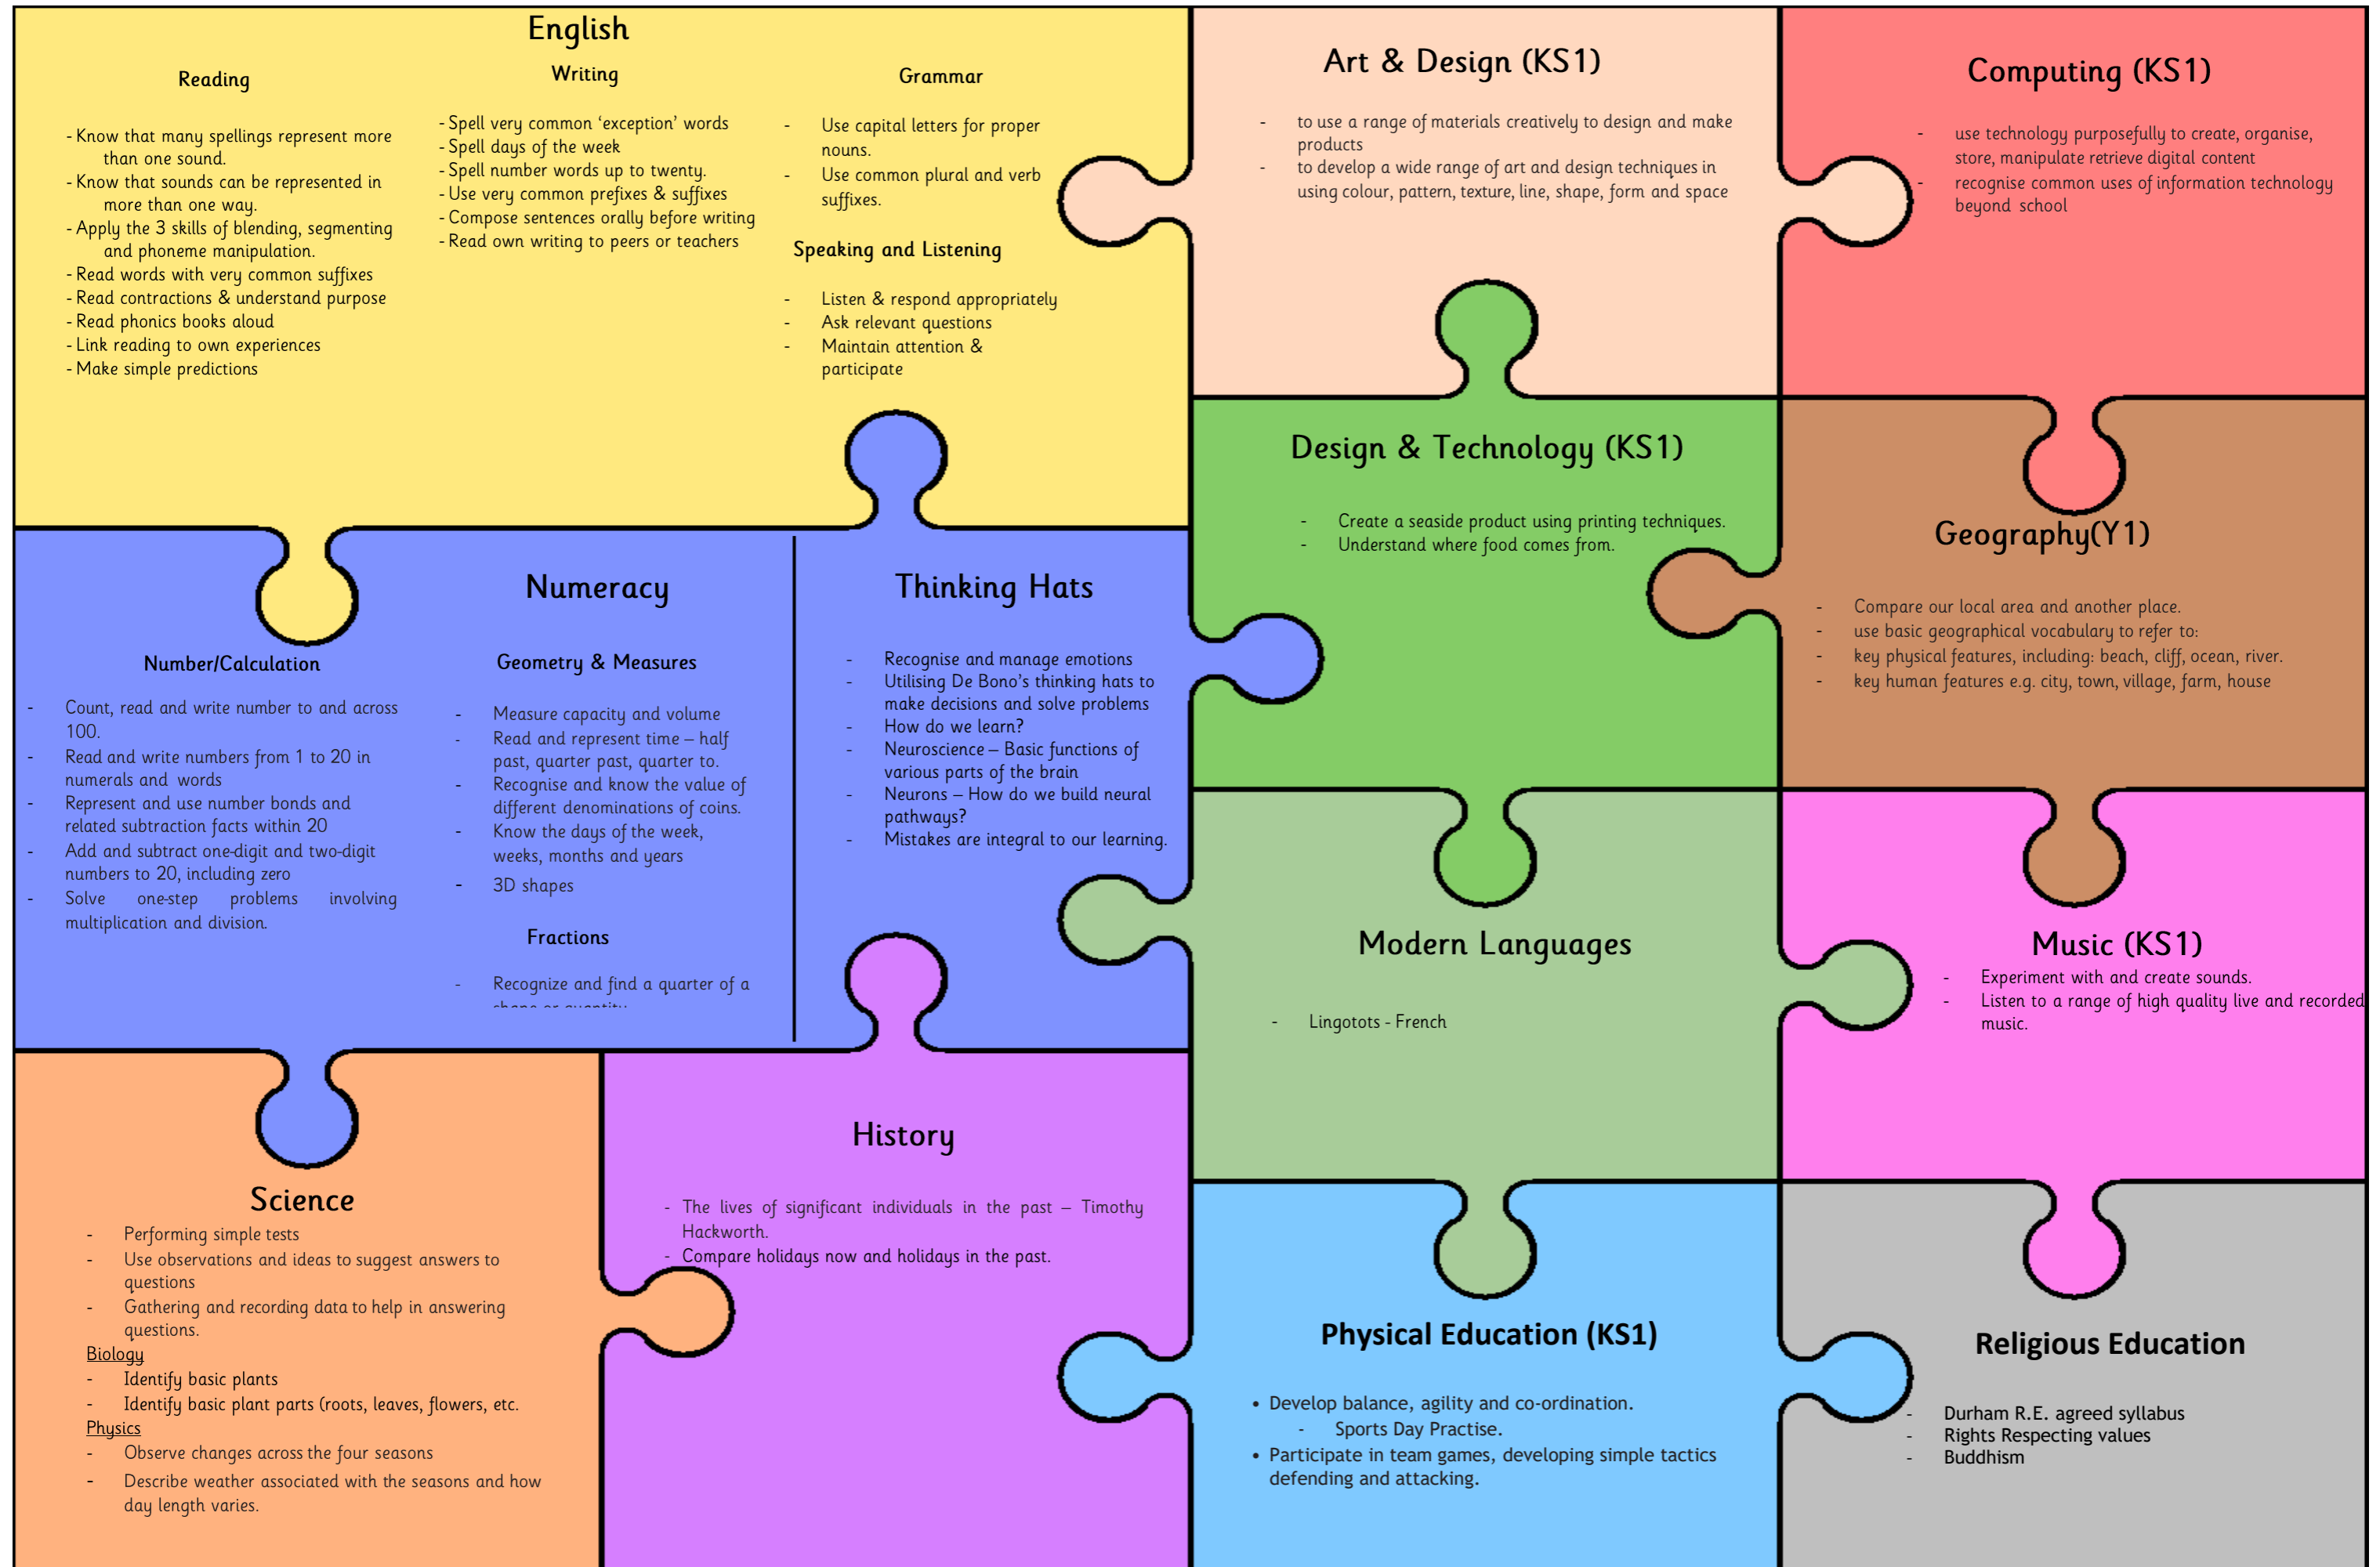 English
Reading
- Know that many spellings represent more
than one sound.
- Know that sounds can be represented in
more than one way.
- Apply the 3 skills of blending, segmenting
and phoneme manipulation.
- Read words with very common suffixes
- Read contractions & understand purpose
- Read phonics books aloud
- Link reading to own experiences
- Make simple predictions
Writing
- Spell very common ‘exception’ words
- Spell days of the week
- Spell number words up to twenty.
- Use very common prefixes & suffixes
- Compose sentences orally before writing
- Read own writing to peers or teachers
Grammar
- Use capital letters for proper
nouns.
- Use common plural and verb
suffixes.
Speaking and Listening
- Listen & respond appropriately
- Ask relevant questions
- Maintain attention &
participate
Art & Design (KS1)
- to use a range of materials creatively to design and make
products
- to develop a wide range of art and design techniques in
using colour, pattern, texture, line, shape, form and space
Computing (KS1)
- use technology purposefully to create, organise,
store, manipulate retrieve digital content
- recognise common uses of information technology
beyond school
Design & Technology (KS1)
- Create a seaside product using printing techniques.
- Understand where food comes from.
Geography(Y1)
- Compare our local area and another place.
- use basic geographical vocabulary to refer to:
- key physical features, including: beach, cliff, ocean, river.
- key human features e.g. city, town, village, farm, house
Numeracy
Number/Calculation
- Count, read and write number to and across
100.
- Read and write numbers from 1 to 20 in
numerals and words
- Represent and use number bonds and
related subtraction facts within 20
- Add and subtract one-digit and two-digit
numbers to 20, including zero
- Solve one-step problems involving
multiplication and division.
Geometry & Measures
- Measure capacity and volume
- Read and represent time – half
past, quarter past, quarter to.
- Recognise and know the value of
different denominations of coins.
- Know the days of the week,
weeks, months and years
- 3D shapes
Fractions
- Recognize and find a quarter of a
shape or quantity
Thinking Hats
- Recognise and manage emotions
- Utilising De Bono’s thinking hats to
make decisions and solve problems
- How do we learn?
- Neuroscience – Basic functions of
various parts of the brain
- Neurons – How do we build neural
pathways?
- Mistakes are integral to our learning.
Modern Languages
- Lingotots - French
Music (KS1)
- Experiment with and create sounds.
- Listen to a range of high quality live and recorded
music.
Science
- Performing simple tests
- Use observations and ideas to suggest answers to
questions
- Gathering and recording data to help in answering
questions.
Biology
- Identify basic plants
- Identify basic plant parts (roots, leaves, flowers, etc.
Physics
- Observe changes across the four seasons
- Describe weather associated with the seasons and how
day length varies.
History
- The lives of significant individuals in the past – Timothy
Hackworth.
- Compare holidays now and holidays in the past.
Physical Education (KS1)
• Develop balance, agility and co-ordination.
- Sports Day Practise.
• Participate in team games, developing simple tactics
defending and attacking.
Religious Education
- Durham R.E. agreed syllabus
- Rights Respecting values
- Buddhism